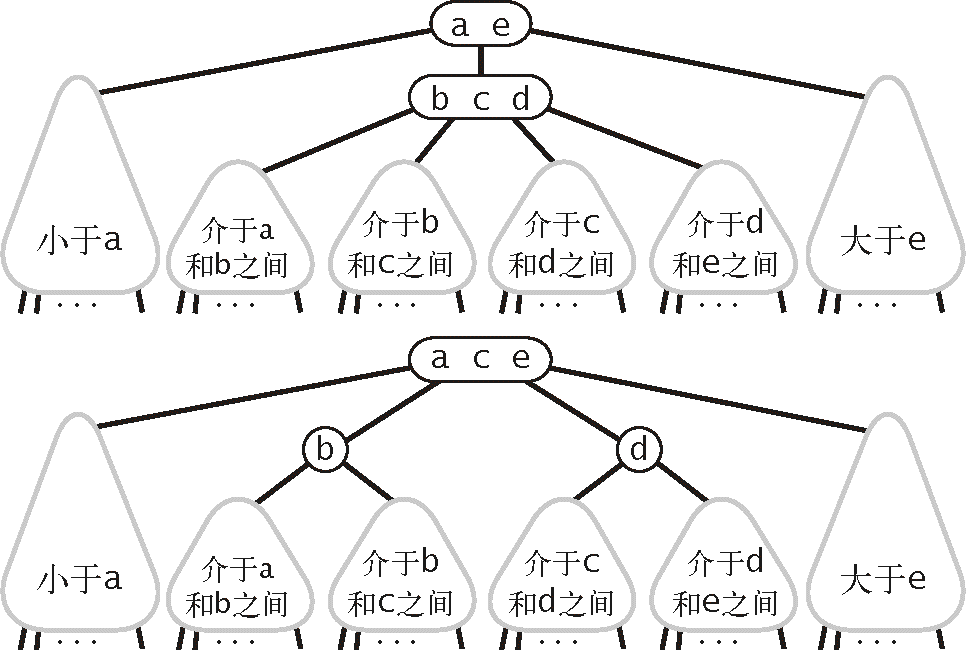 a e
b c d
小于a
介于a
和b之间
介于b
和c之间
介于c
和d之间
介于d
和e之间
大于e
... ... ... ... ... ...
a c e
b
d
小于a
介于a
和b之间
介于b
和c之间
介于c
和d之间
介于d
和e之间
大于e
... ... ... ... ... ...